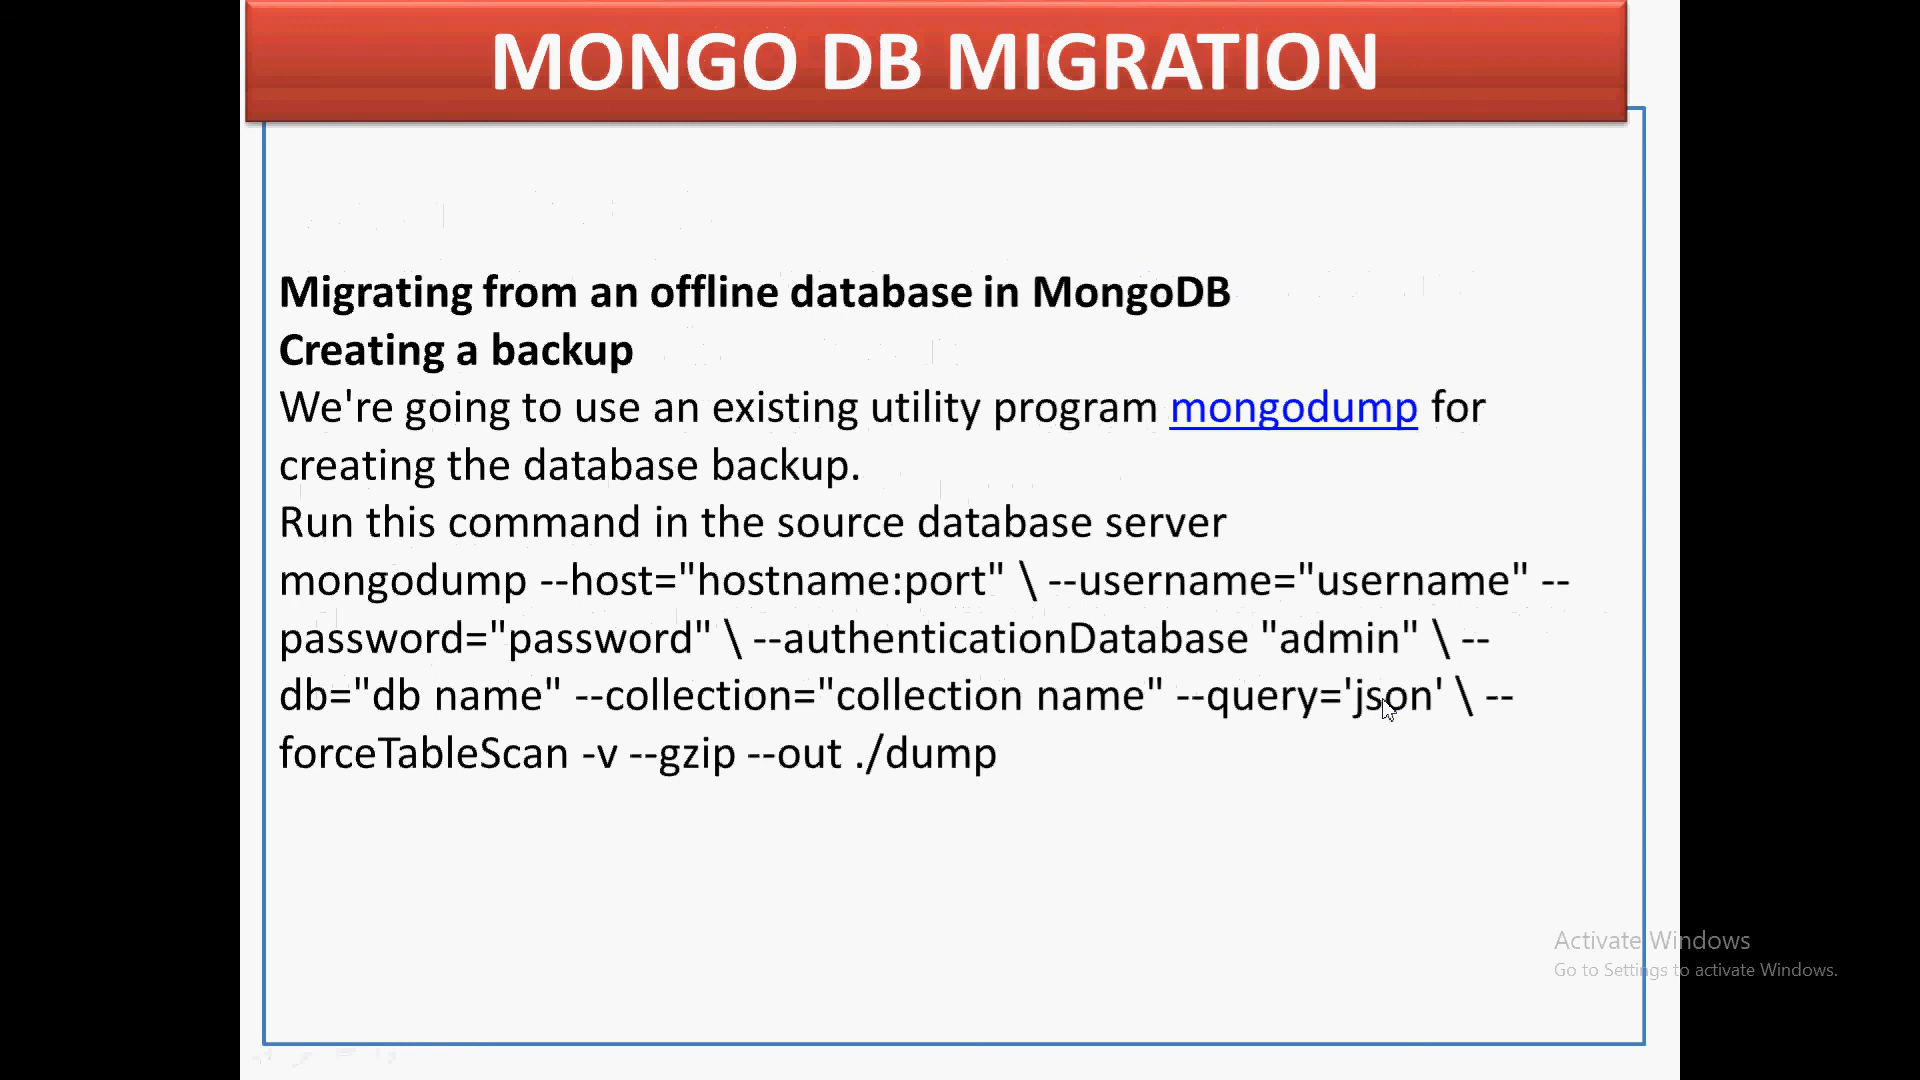 MONGO DB MIGRATION
Migrating from an offline database in MongoDB
Creating a backup
We're going to use an existing utility program mongodump for
creating the database backup.
Run this command in the source database server
mongodump --host="hostname:port" \ --username="username" --
password="password" \ --authenticationDatabase "admin" \ --
db="db name" --collection="collection name" --query='json' \ --
forceTableScan -v --gzip --out ./dump
Activate Windows
Go to Settings to activate Windows.